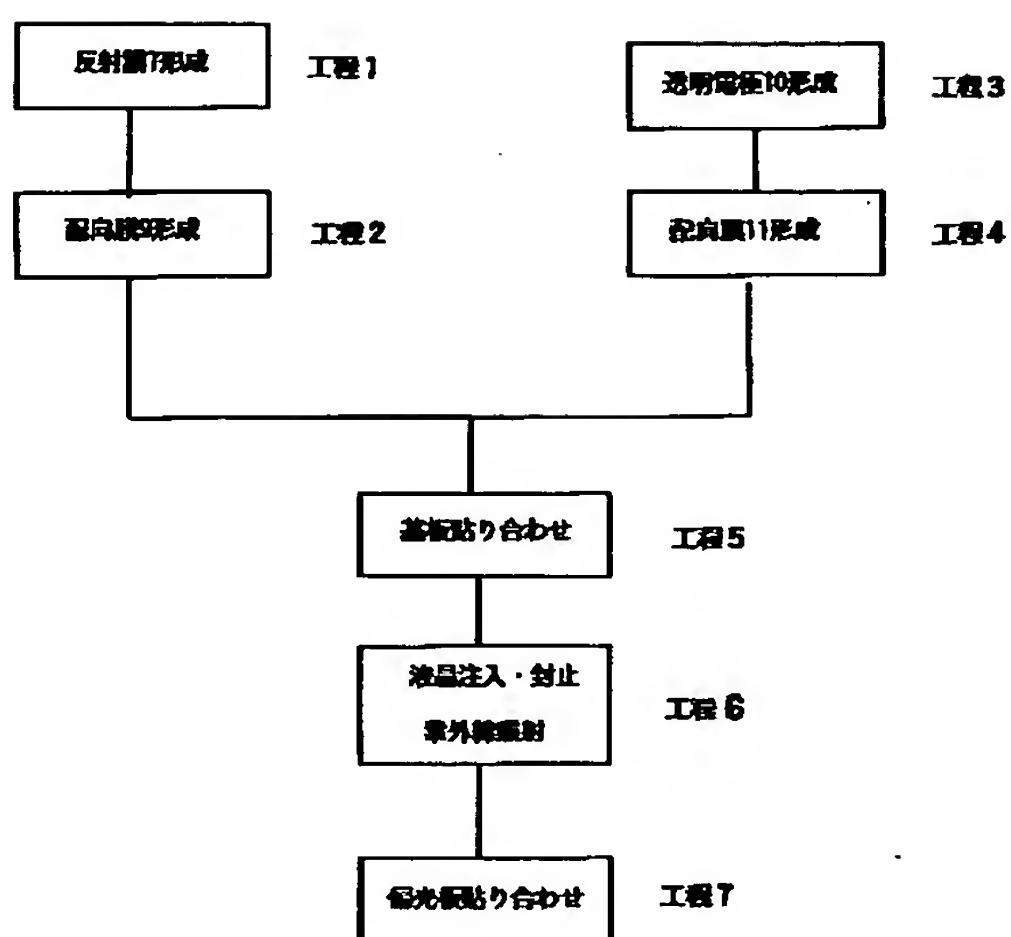 反射膜7形成
工程1
配向膜9形成
工程2
透明電極10形成
工程3
配向膜11形成
工程4
基板貼り合わせ
工程5
液晶注入・封止
紫外線照射
工程6
偏光板貼り合わせ
工程7